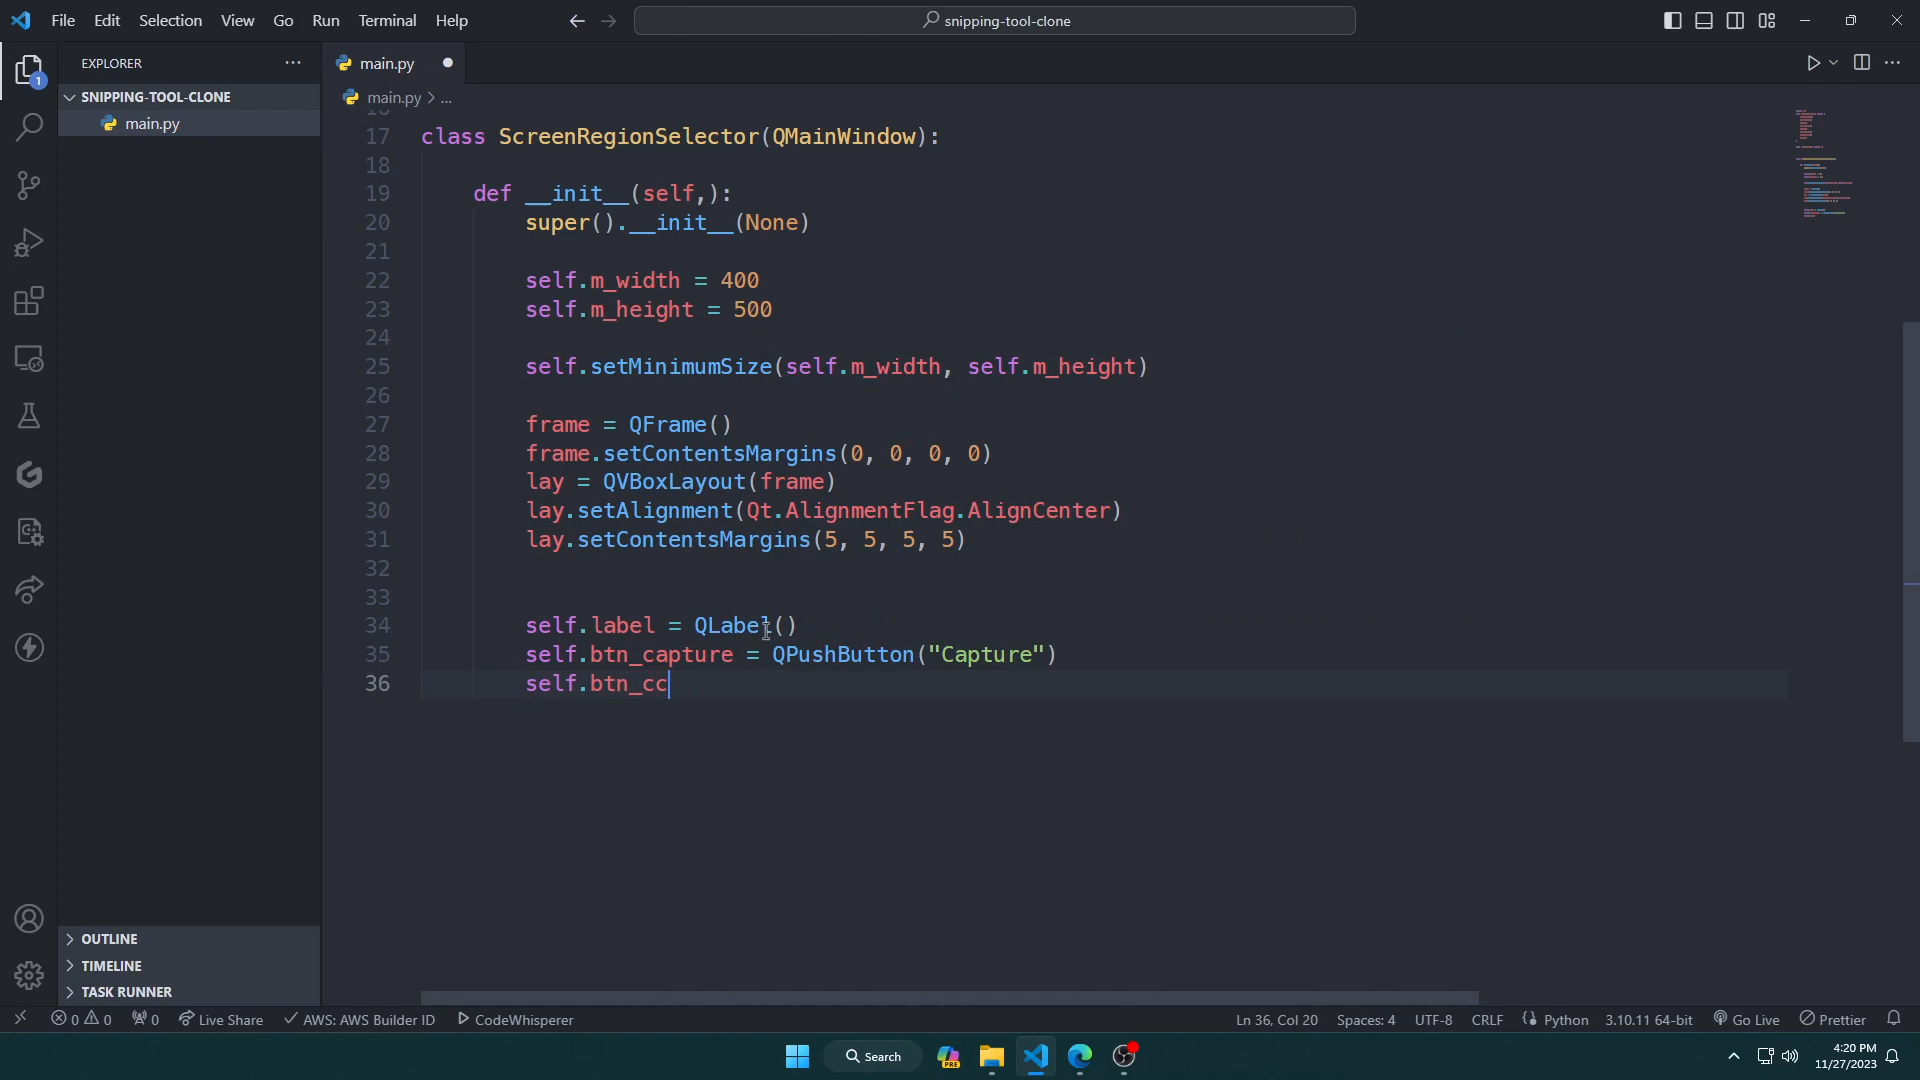 File Edit Selection View Go Run Terminal Help
snipping-tool-clone
EXPLORER
main.py
1
SNIPPING-TOOL-CLONE
main.py
main.py > ...
17 class ScreenRegionSelector(QMainWindow):
18
19 def __init__(self,):
20 super().__init__(None)
21
22 self.m_width = 400
23 self.m_height = 500
24
25 self.setMinimumSize(self.m_width, self.m_height)
26
27 frame = QFrame()
28 frame.setContentsMargins(0, 0, 0, 0)
29 lay = QVBoxLayout(frame)
30 lay.setAlignment(Qt.AlignmentFlag.AlignCenter)
31 lay.setContentsMargins(5, 5, 5, 5)
32
33
34 self.label = QLabel()
35 self.btn_capture = QPushButton("Capture")
36 self.btn_cc
OUTLINE
TIMELINE
TASK RUNNER
0 0 0 Live Share AWS: AWS Builder ID CodeWhisperer Ln 36, Col 20 Spaces: 4 UTF-8 CRLF Python 3.10.11 64-bit Go Live Prettier
Search
PRE
4:20 PM
11/27/2023